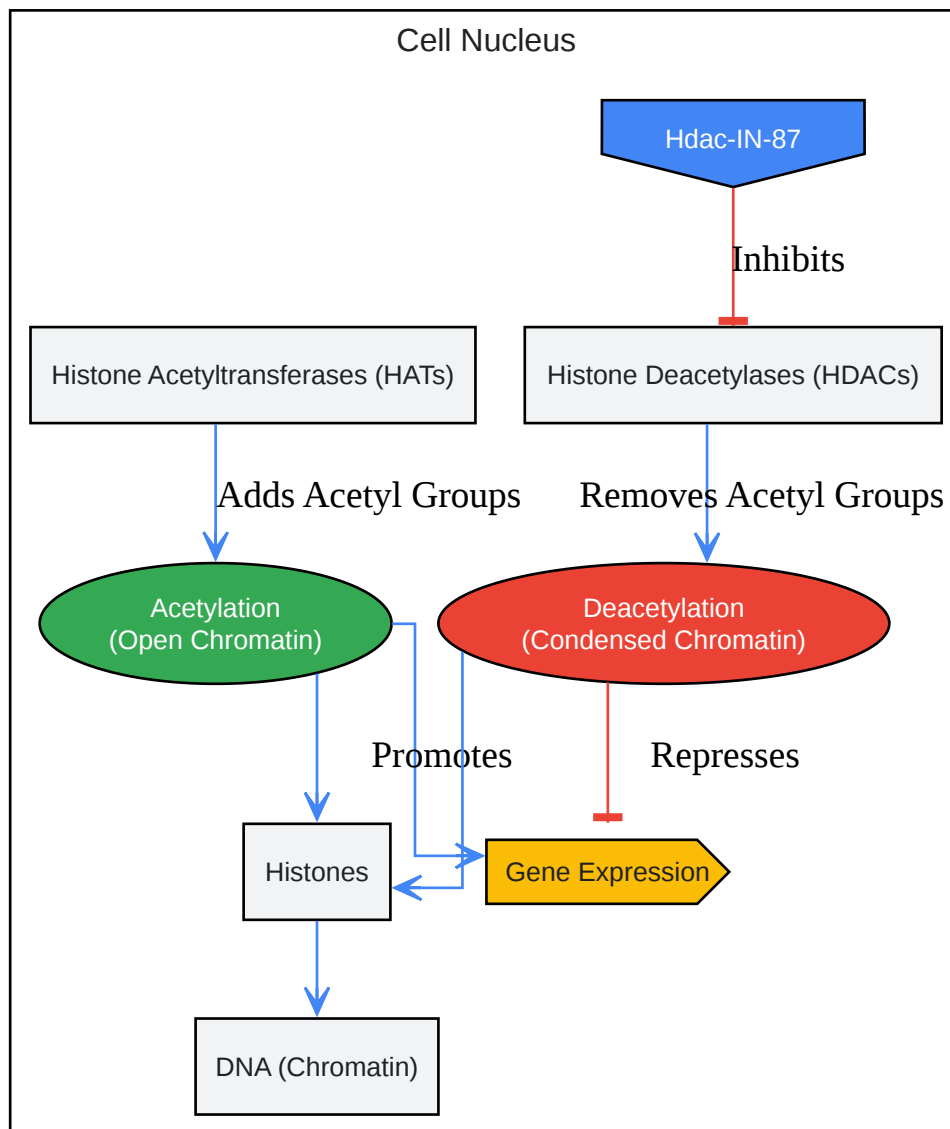 Cell Nucleus
Hdac-IN-87
Inhibits
Histone Acetyltransferases (HATs)
Histone Deacetylases (HDACs)
Adds Acetyl Groups
Removes Acetyl Groups
Acetylation
(Open Chromatin)
Deacetylation
(Condensed Chromatin)
Promotes
Represses
Histones
Gene Expression
DNA (Chromatin)